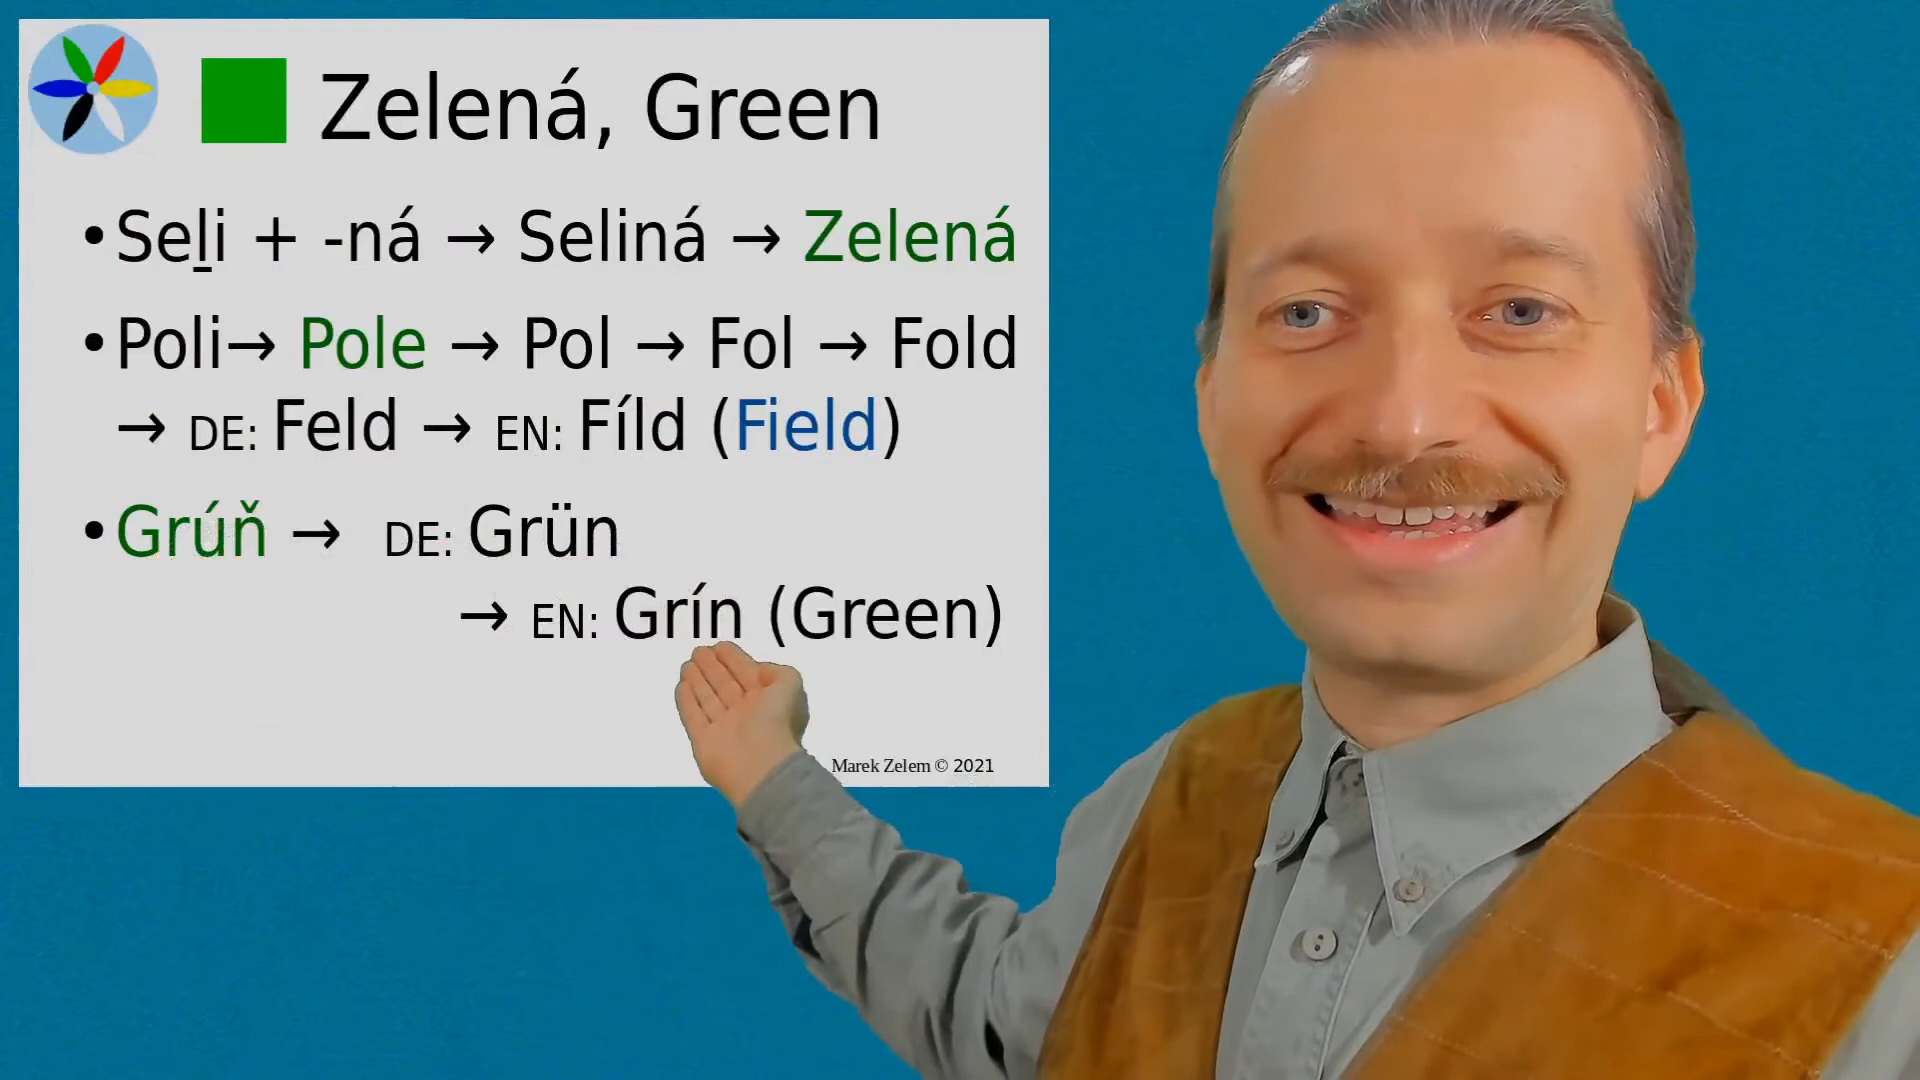 Zelená, Green
• Seḻi + -ná → Seliná → Zelená
• Poli→ Pole → Pol → Fol → Fold
→ DE: Feld → EN: Fíld (Field)
• Grúň → DE: Grün
→ EN: Grín (Green)
Marek Zelem © 2021